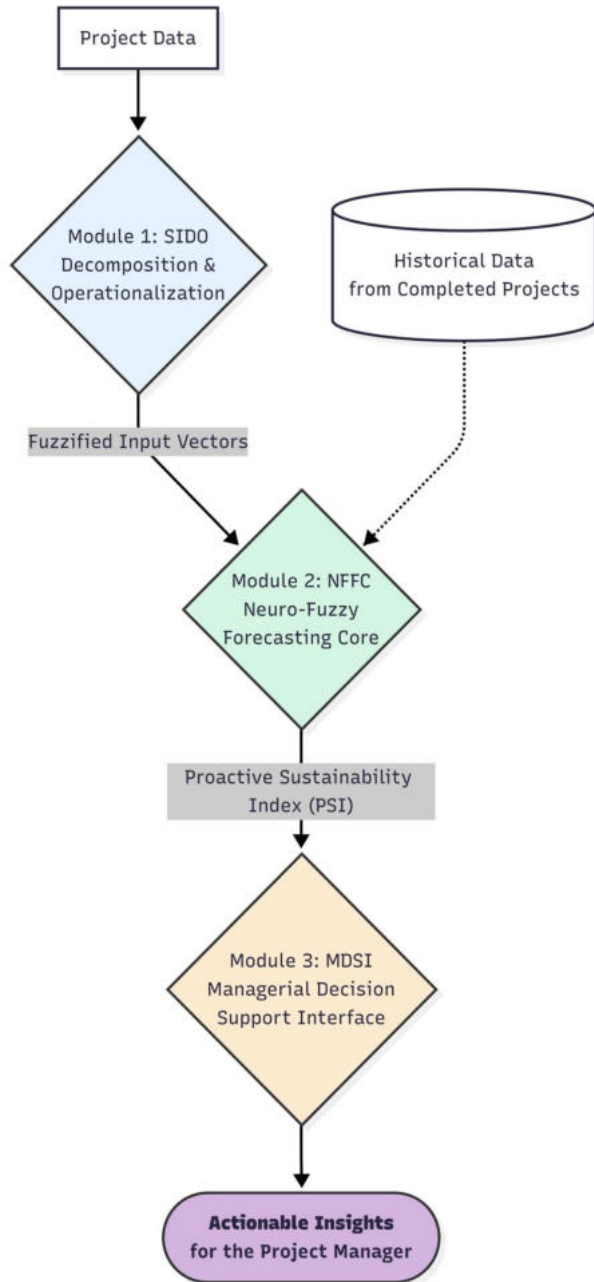 Project Data
Module 1: SIDO
Decomposition &
Operationalization
Historical Data
from Completed Projects
Fuzzified Input Vectors
Module 2: NFFC
Neuro-Fuzzy
Forecasting Core
Proactive Sustainability
Index (PSI)
Module 3: MDSI
Managerial Decision
Support Interface
Actionable Insights
for the Project Manager